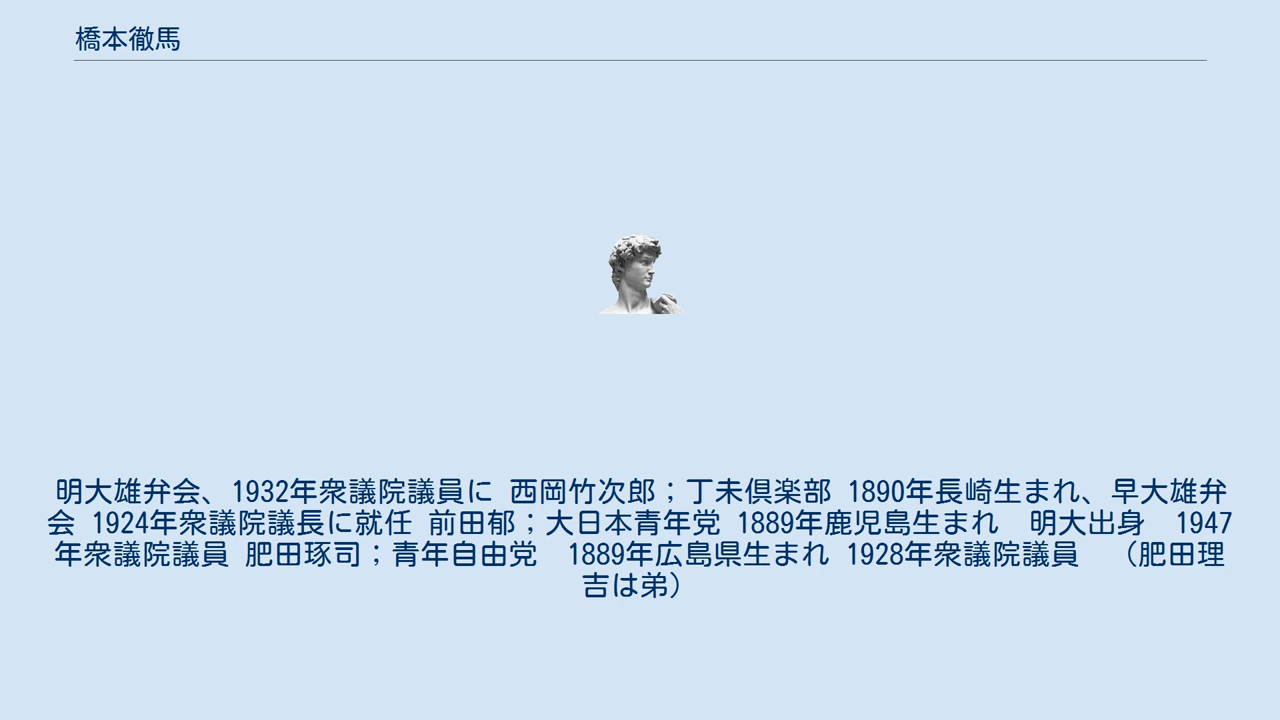 橋本徹馬
明大雄弁会、1932年衆議院議員に 西岡竹次郎；丁未倶楽部 1890年長崎生まれ、早大雄弁
会 1924年衆議院議長に就任 前田郁；大日本青年党 1889年鹿児島生まれ　明大出身　1947
年衆議院議員 肥田琢司；青年自由党　1889年広島県生まれ 1928年衆議院議員　（肥田理
吉は弟）